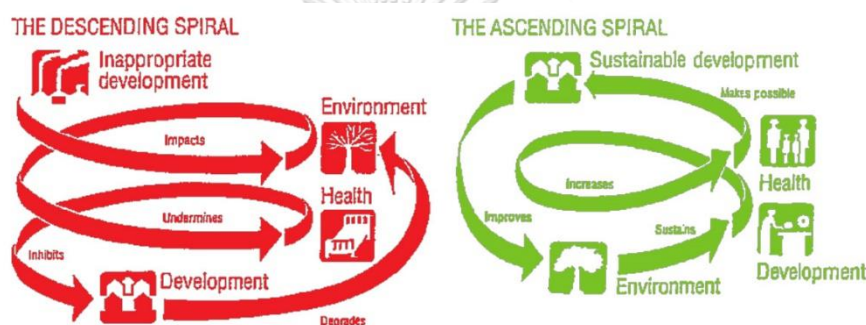 THE DESCENDING SPIRAL
Inappropriate
development
Environment
Impacts
Health
Undermines
Inhibits
Development
Degrades
THE ASCENDING SPIRAL
Sustainable development
Makes possible
Increases
Health
Improves
Sustains
Environment
Development